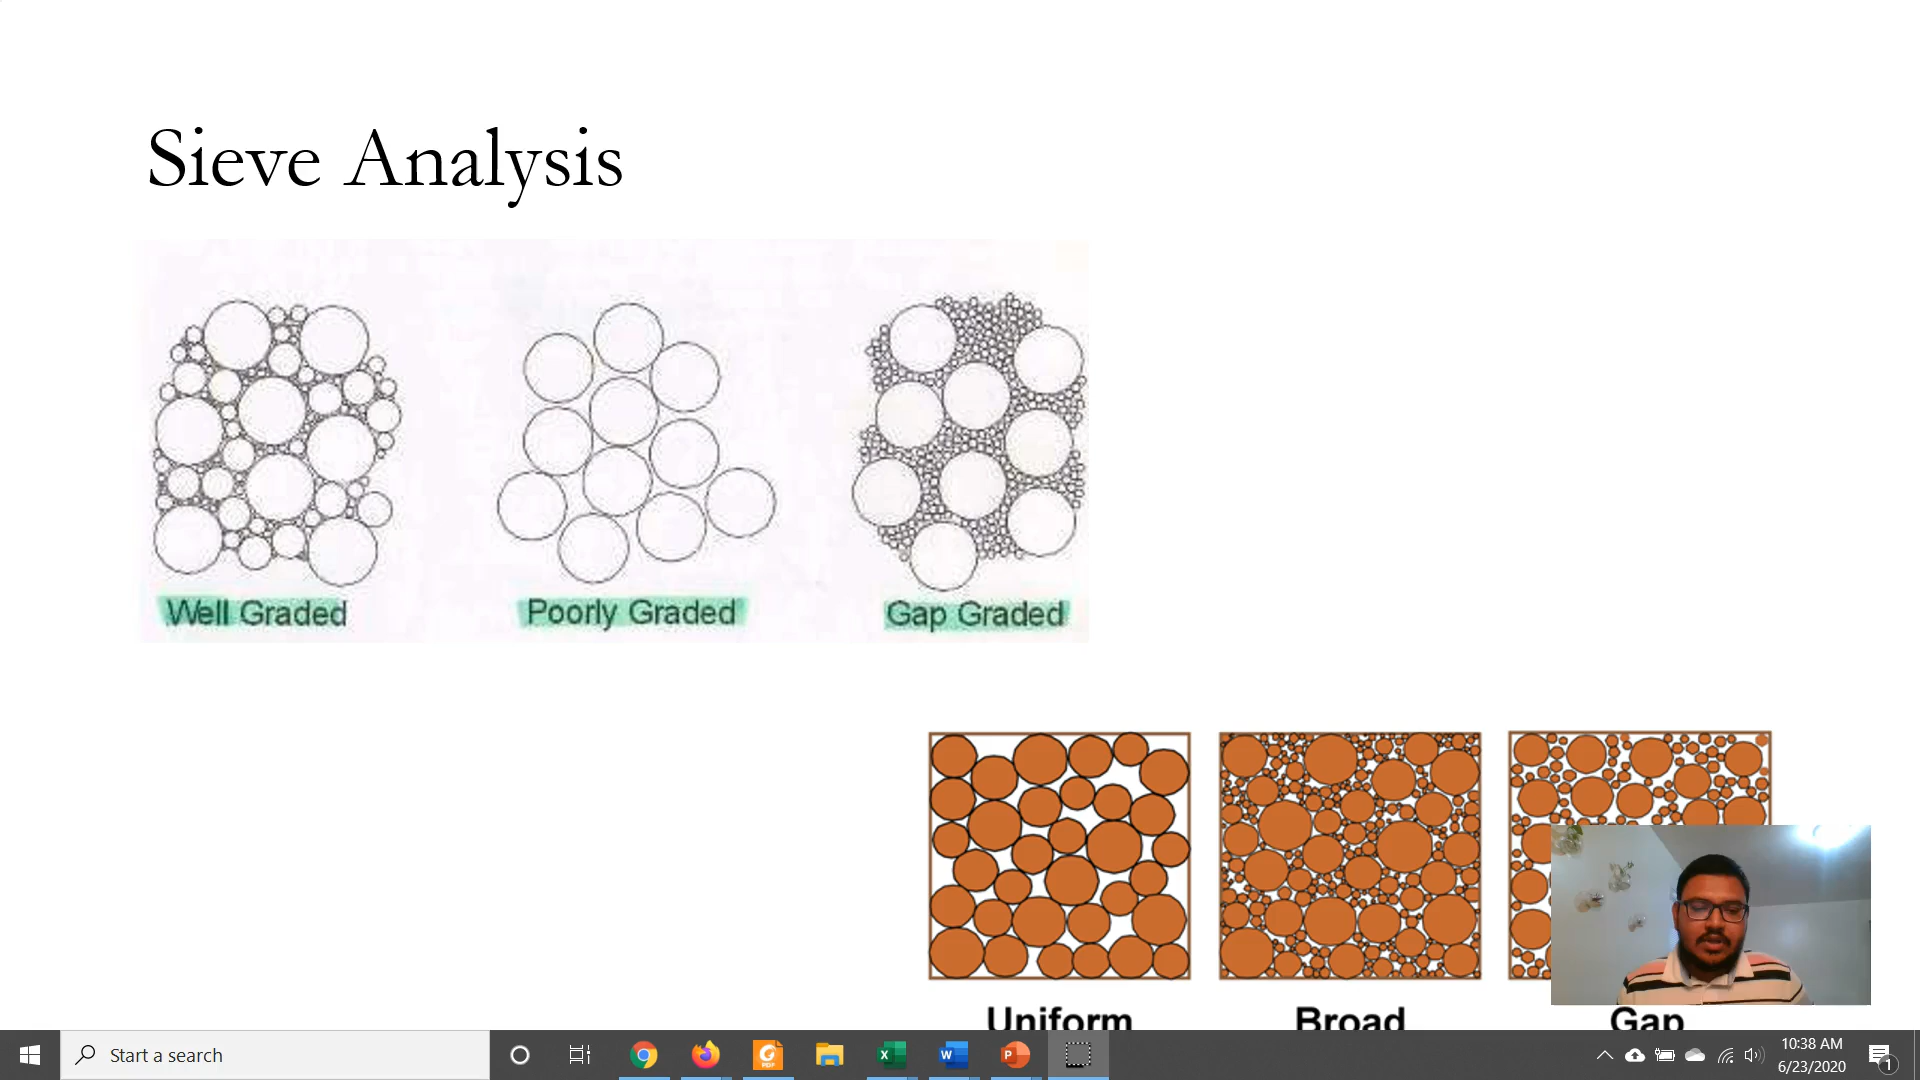 Sieve Analysis
Well Graded
Poorly Graded
Gap Graded
Uniform
Broad
Gap
Start a search
10:38 AM
6/23/2020
1